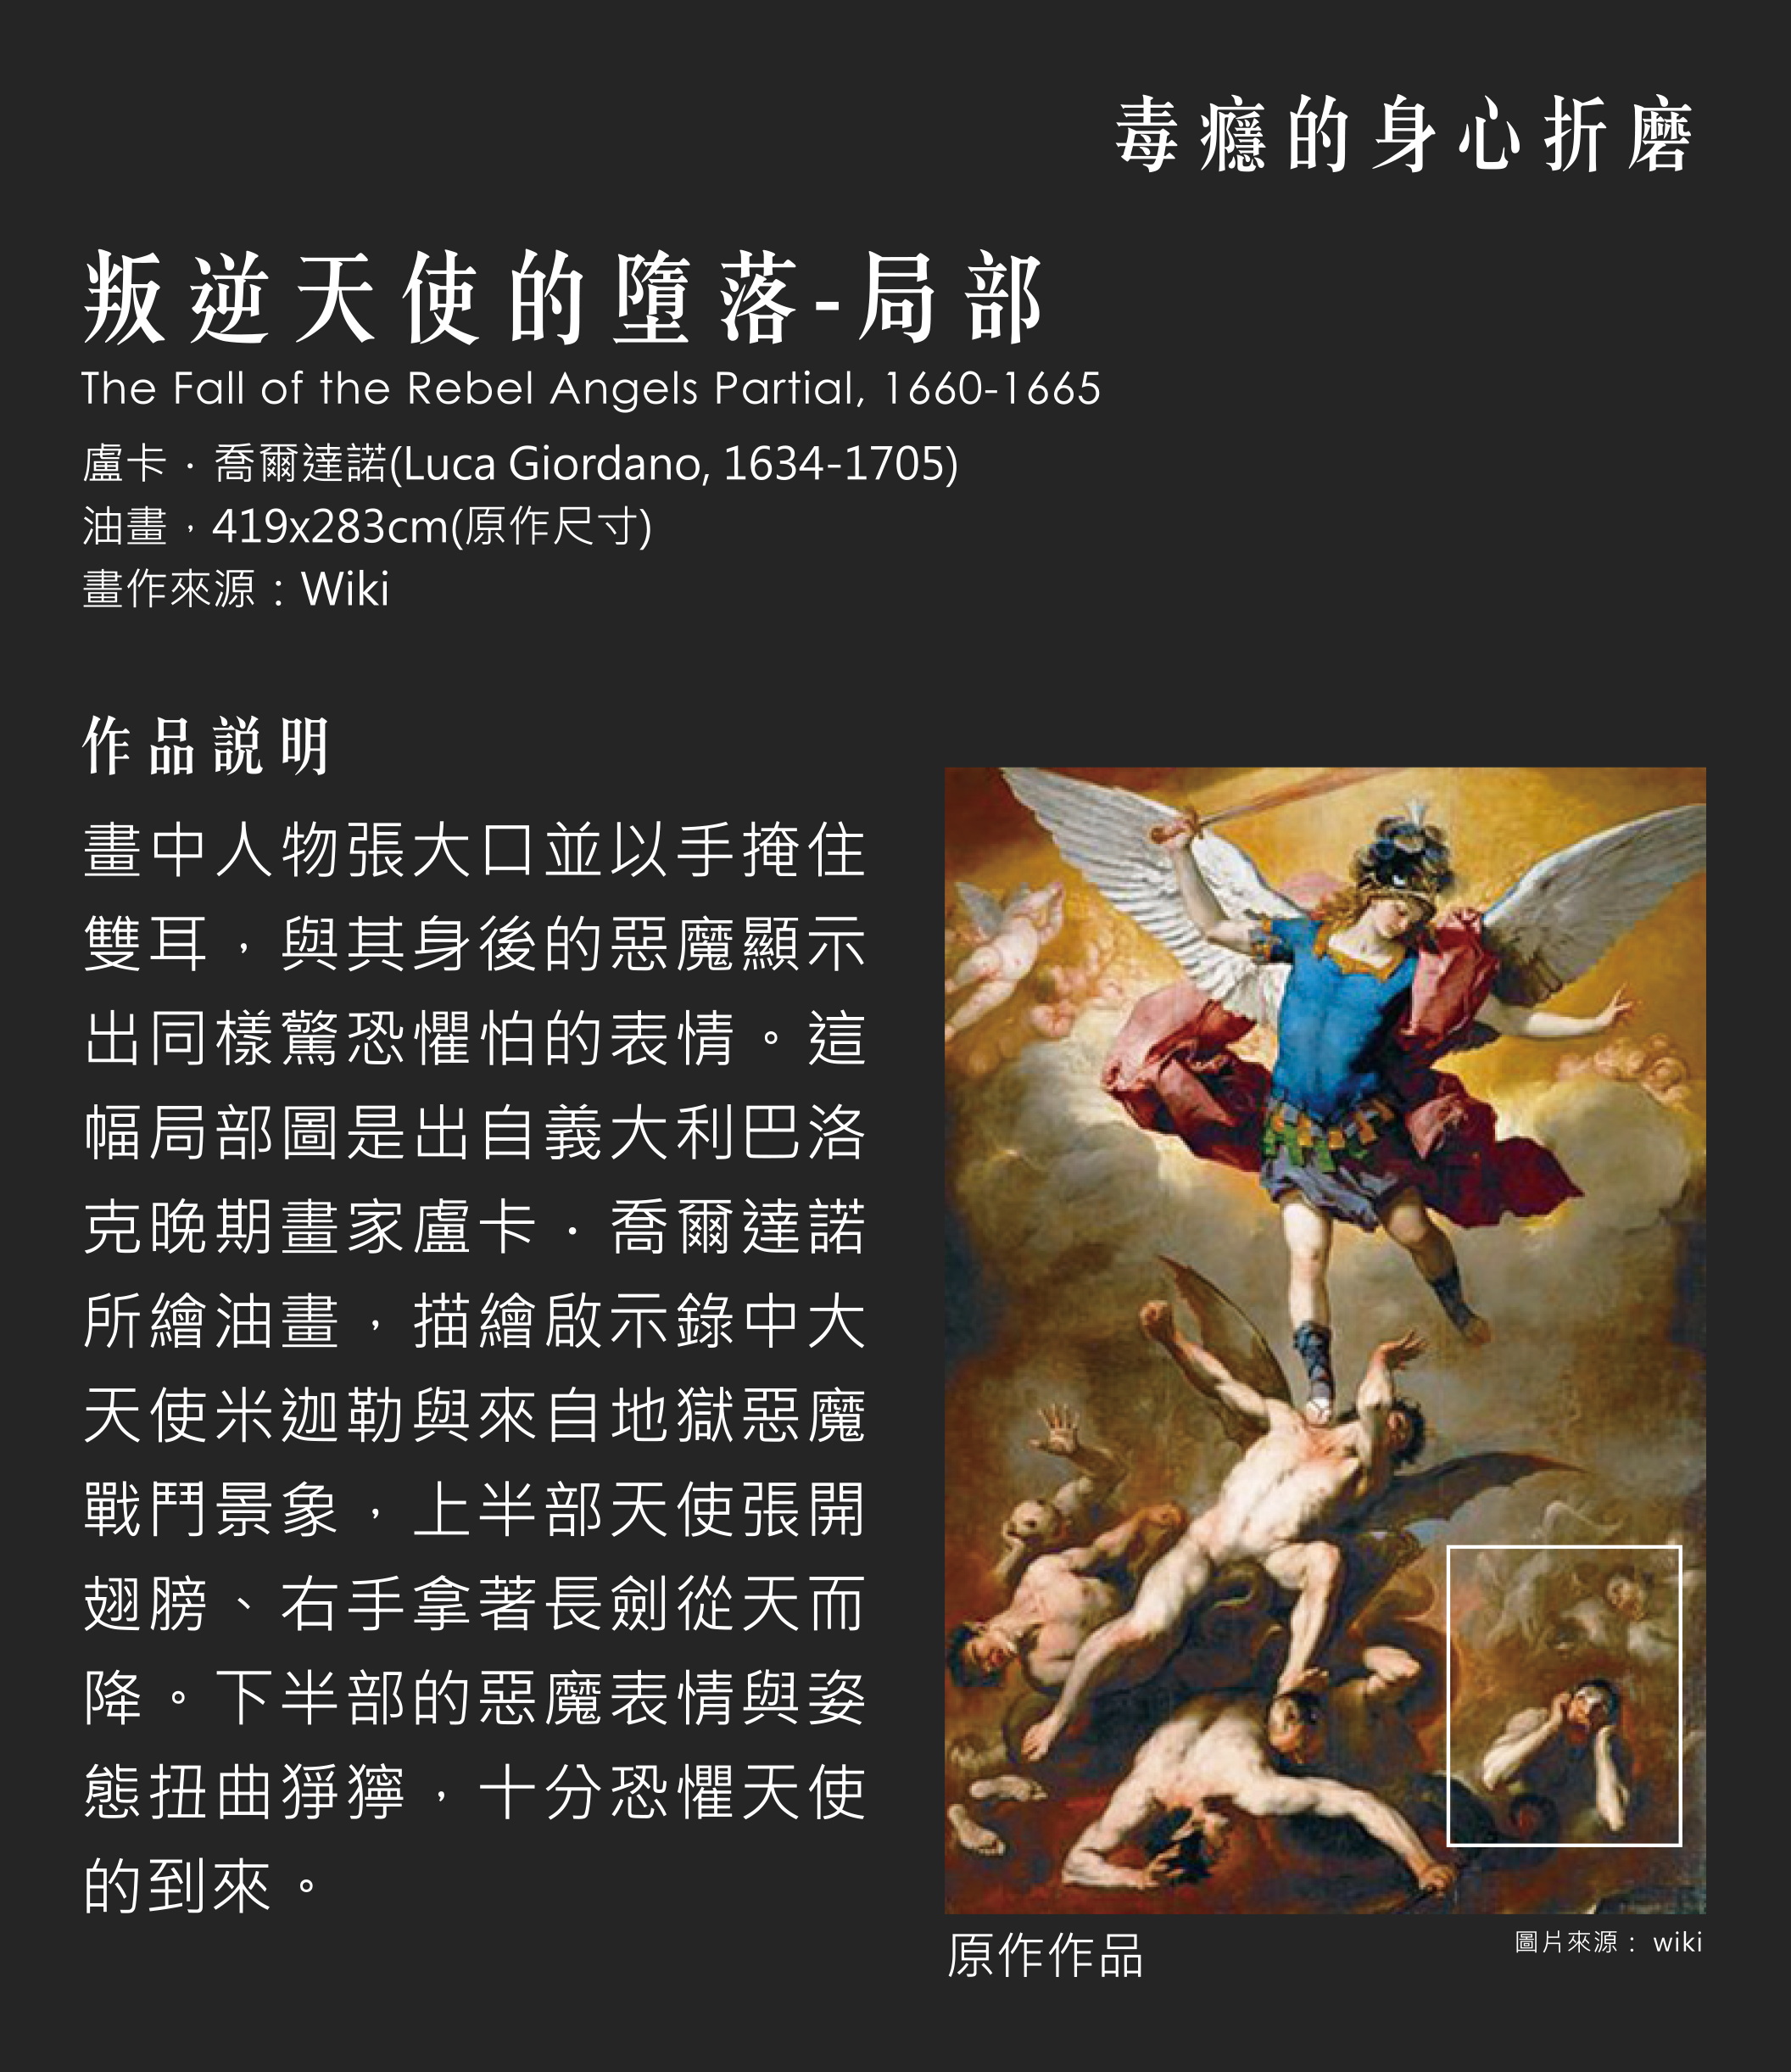 毒癮的身心折磨
叛逆天使的墮落-局部
The Fall of the Rebel Angels Partial, 1660-1665
盧卡．喬爾達諾(Luca Giordano, 1634-1705)
油畫，419x283cm(原作尺寸)
畫作來源：Wiki
作品説明
畫中人物張大口並以手掩住
雙耳，與其身後的惡魔顯示
出同樣驚恐懼怕的表情。這
幅局部圖是出自義大利巴洛
克晚期畫家盧卡．喬爾達諾
所繪油畫，描繪啟示錄中大
天使米迦勒與來自地獄惡魔
戰鬥景象，上半部天使張開
翅膀、右手拿著長劍從天而
降。下半部的惡魔表情與姿
態扭曲猙獰，十分恐懼天使
的到來。
原作作品
圖片來源：wiki